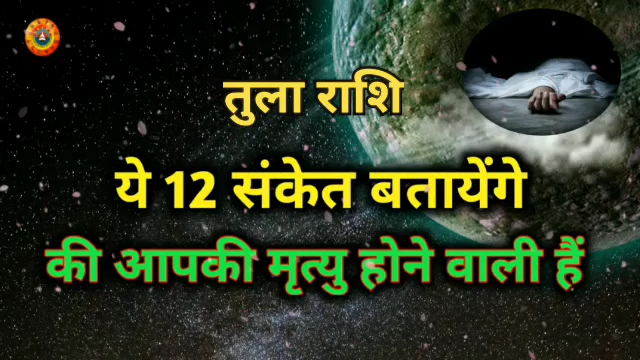 तुला राशि
ये 12 संकेत बतायेंगे
की आपकी मृत्यु होने वाली हैं